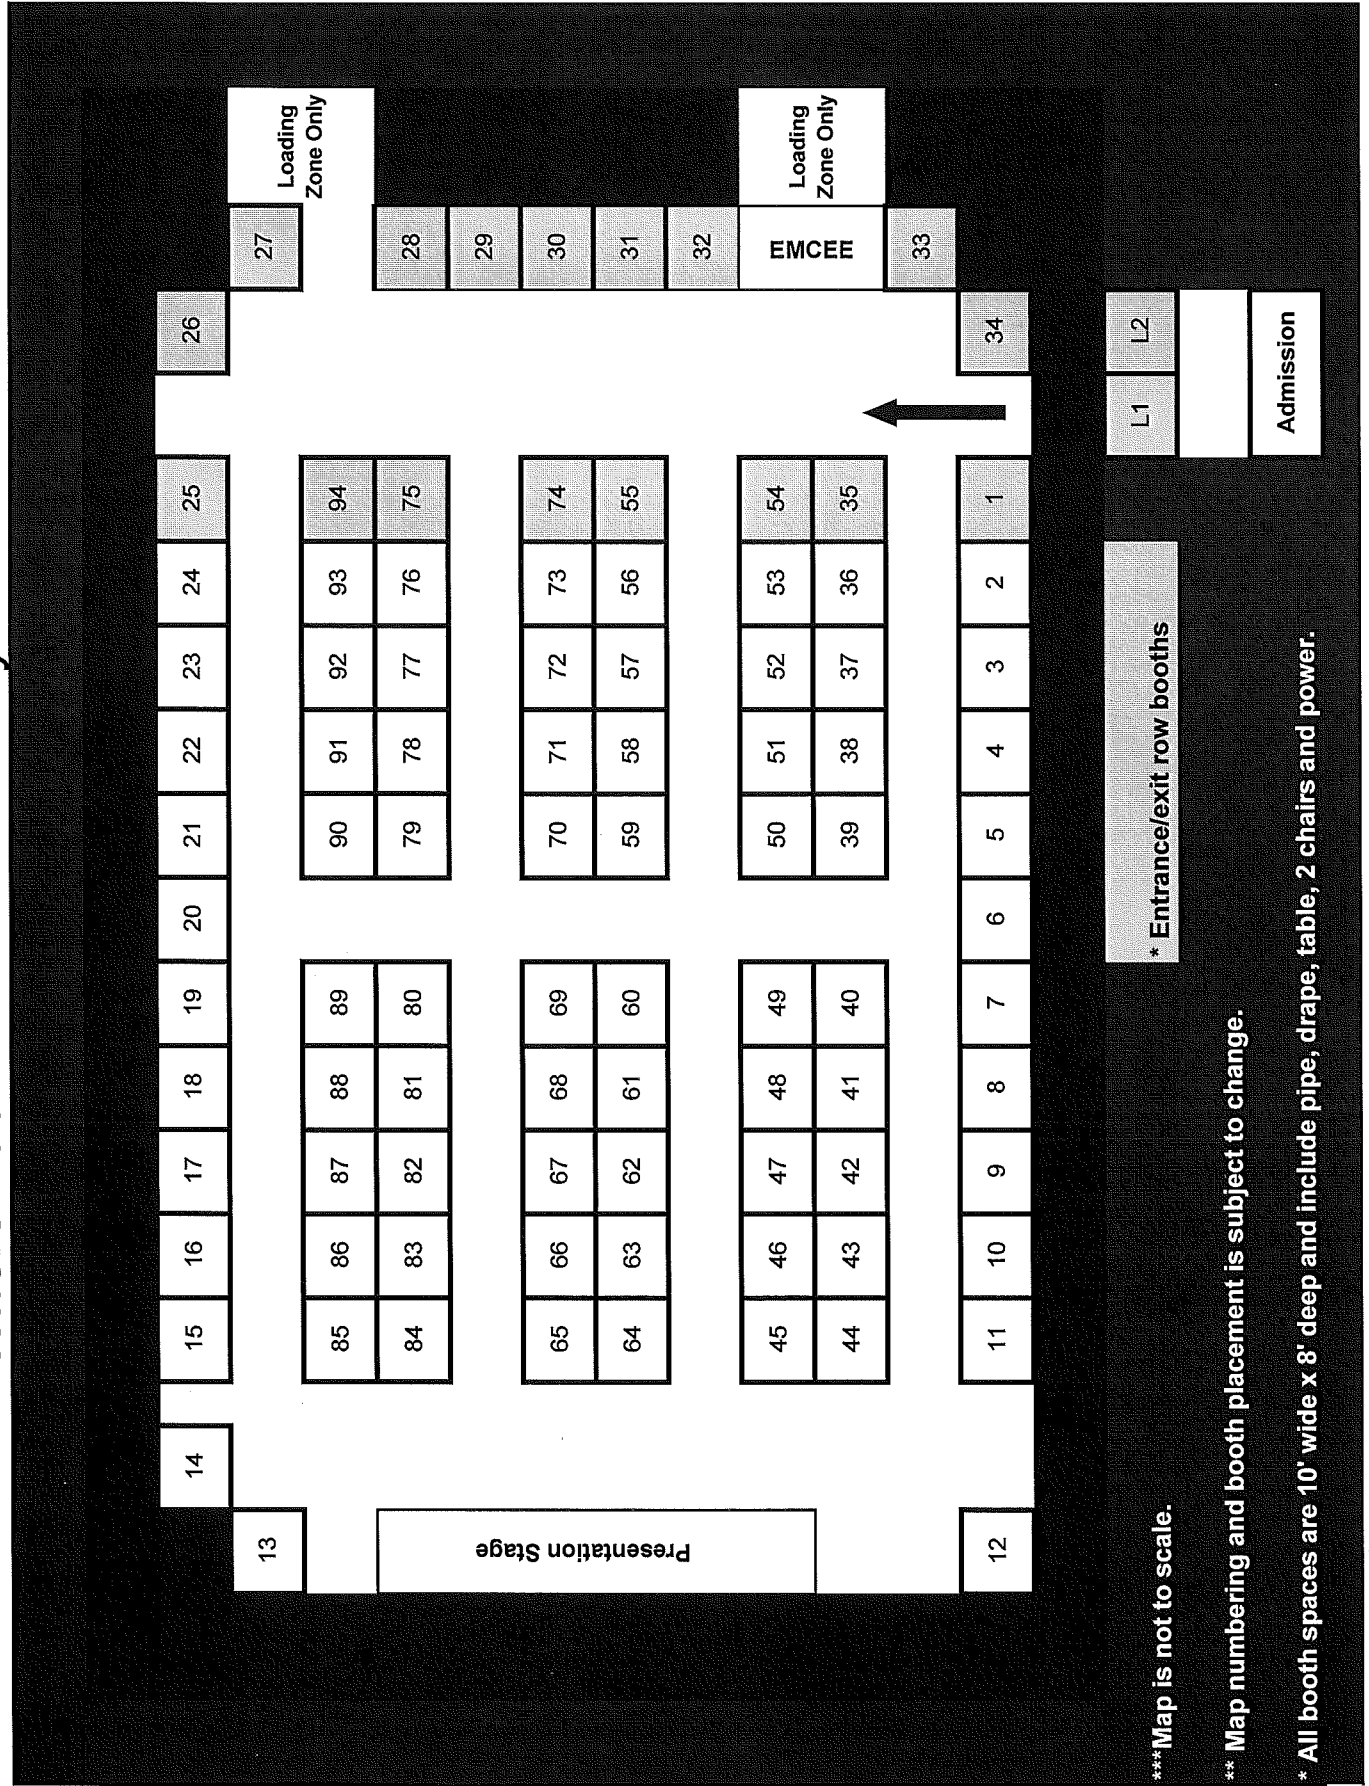 14 15 16 17 18 19 20 21 22 23 24 25 26
13 27
Loading
Zone Only
85 86 87 88 89 90 91 92 93 94
84 83 82 81 80 79 78 77 76 75 28
29
65 66 67 68 69 70 71 72 73 74 30
Presentation Stage
64 63 62 61 60 59 58 57 56 55 31
32
45 46 47 48 49 50 51 52 53 54
EMCEE
Loading
Zone Only
44 43 42 41 40 39 38 37 36 35
33
12 11 10 9 8 7 6 5 4 3 2 1 34
L1 L2
***Map is not to scale.
* Entrance/exit row booths
** Map numbering and booth placement is subject to change.
Admission
* All booth spaces are 10' wide x 8' deep and include pipe, drape, table, 2 chairs and power.